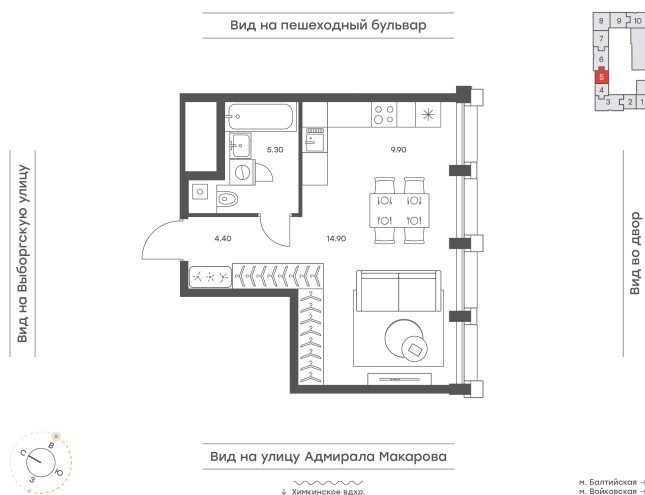 Вид на пешеходный бульвар
8 9 10
7
6
5
4
3 2 1
5.30
9.90
4.40
14.90
Вид на Выборгскую улицу
Вид во двор
Вид на улицу Адмирала Макарова
↓ Химкинское вдхр.
С
В
Ю
З
м. Балтийская →
м. Войковская →